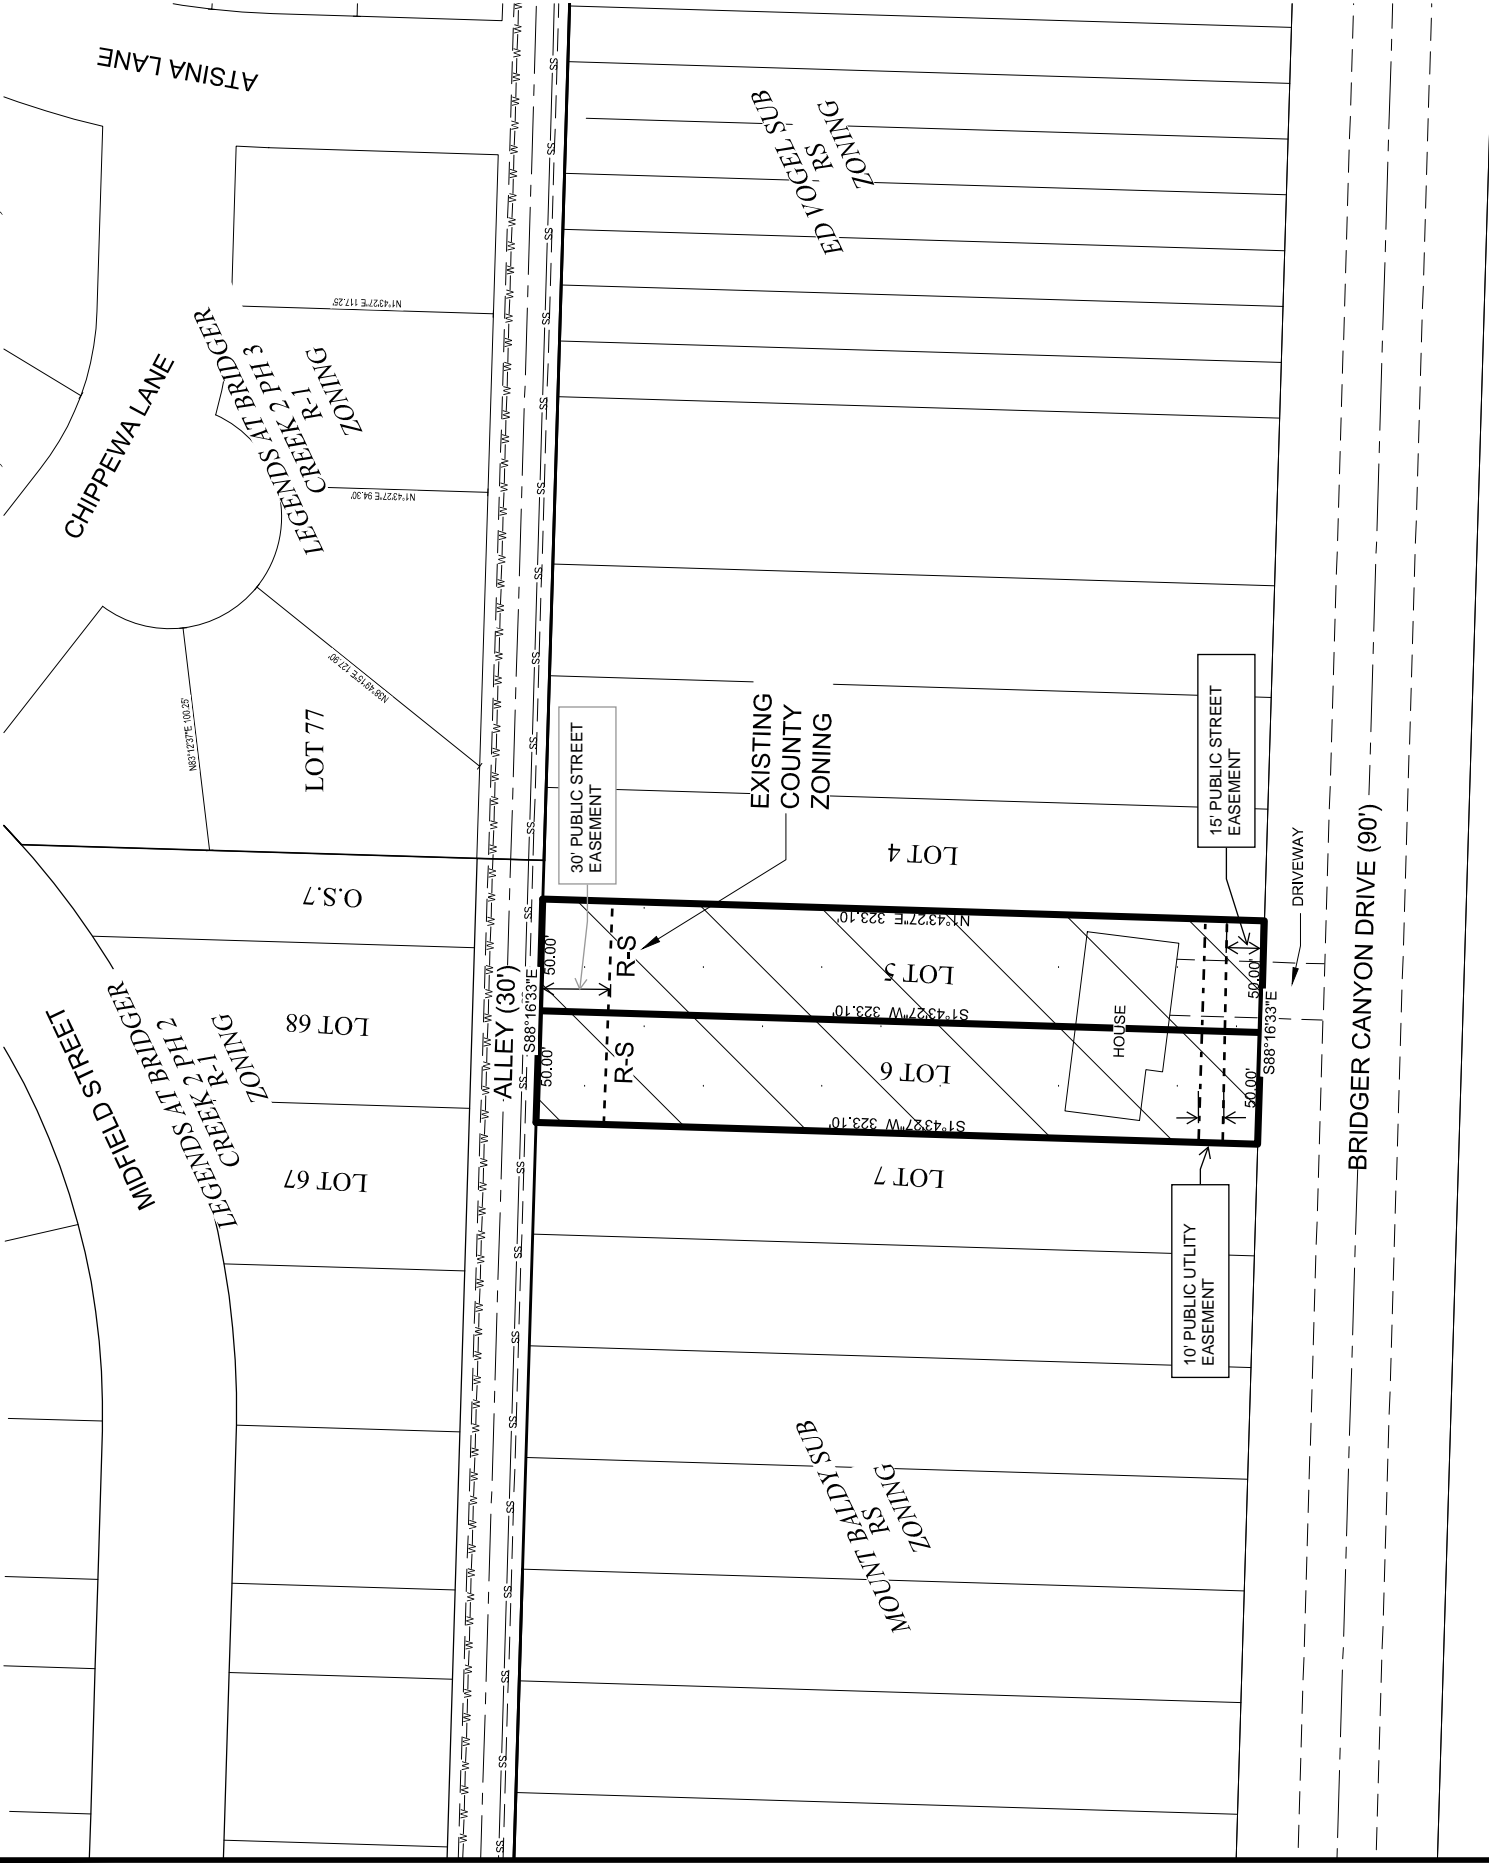 ATSINA LANE
CHIPPEWA LANE
LEGENDS AT BRIDGER
CREEK 2 PH 3
R-1
ZONING
N1°43'27"E 117.25'
N1°43'27"E 94.30'
N38°49'15"E 127.90'
N83°12'37"E 100.25'
LOT 77
O.S.7
LOT 68
LOT 67
MIDFIELD STREET
LEGENDS AT BRIDGER
CREEK 2 PH 2
R-1
ZONING
ALLEY (30')
S88°16'33"E
50.00'
50.00'
ED VOGEL SUB
RS
ZONING
30' PUBLIC STREET
EASEMENT
EXISTING
COUNTY
ZONING
R-S
R-S
LOT 4
N1°43'27"E 323.10'
LOT 5
S1°43'27"W 323.10'
LOT 6
S1°43'27"W 323.10'
LOT 7
HOUSE
15' PUBLIC STREET
EASEMENT
DRIVEWAY
50.00'
S88°16'33"E
50.00'
10' PUBLIC UTLITY
EASEMENT
BRIDGER CANYON DRIVE (90')
MOUNT BALDY SUB
RS
ZONING